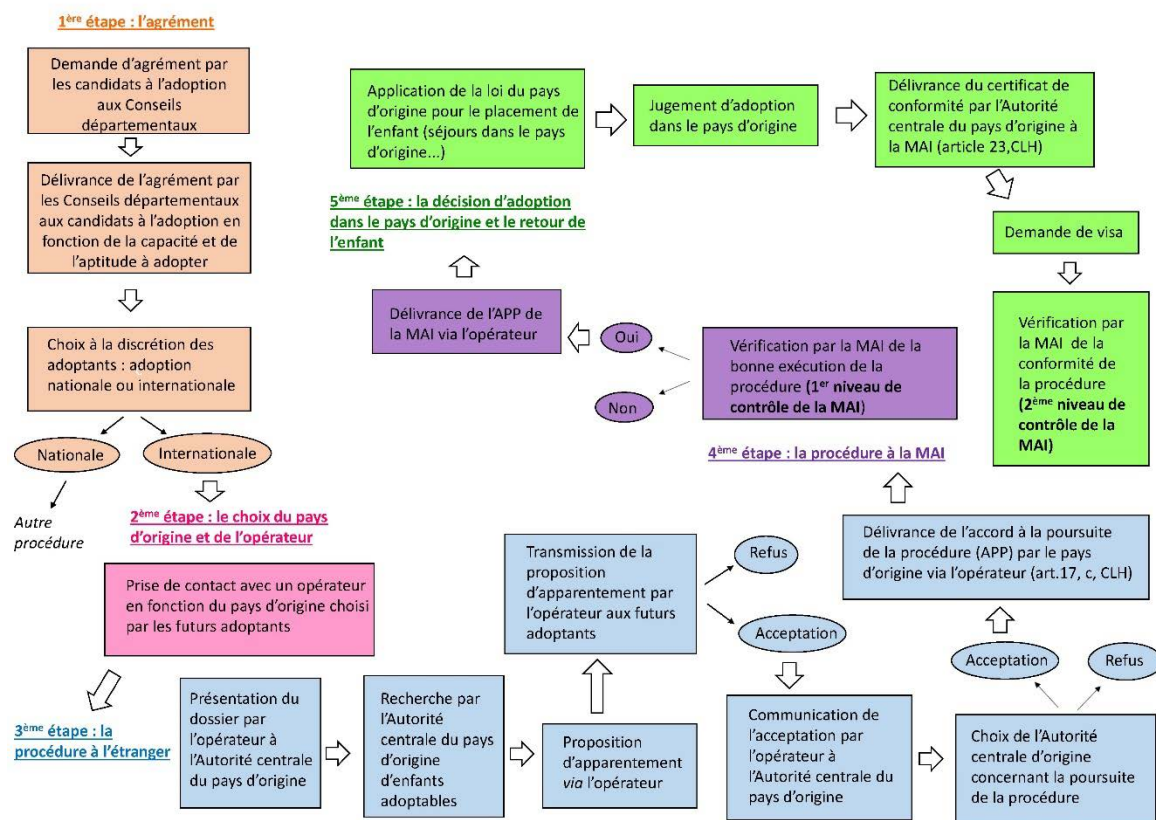 1ère étape : l'agrément
Demande d'agrément par
les candidats à l'adoption
aux Conseils
départementaux
Délivrance de l'agrément par
les Conseils départementaux
aux candidats à l'adoption en
fonction de la capacité et de
l'aptitude à adopter
Choix à la discrétion des
adoptants : adoption
nationale ou internationale
Nationale
Internationale
Autre
procédure
2ème étape : le choix du pays
d'origine et de l'opérateur
Prise de contact avec un opérateur
en fonction du pays d'origine choisi
par les futurs adoptants
3ème étape : la
procédure à l'étranger
Présentation du
dossier par
l'opérateur à
l'Autorité centrale
du pays d'origine
Recherche par
l'Autorité
centrale du pays
d'origine
d'enfants
adoptables
Proposition
d'apparentement
via l'opérateur
Transmission de la
proposition
d'apparentement par
l'opérateur aux futurs
adoptants
Refus
Acceptation
Communication de
l'acceptation par
l'opérateur à
l'Autorité centrale du
pays d'origine
Choix de l'Autorité
centrale d'origine
concernant la poursuite
de la procédure
Acceptation
Refus
Délivrance de l'accord à la poursuite
de la procédure (APP) par le pays
d'origine via l'opérateur (art.17, c, CLH)
4ème étape : la procédure à la MAI
Vérification par la MAI de la
bonne exécution de la
procédure (1er niveau de
contrôle de la MAI)
Oui
Non
Délivrance de l'APP de
la MAI via l'opérateur
5ème étape : la décision d'adoption
dans le pays d'origine et le retour de
l'enfant
Application de la loi du pays
d'origine pour le placement de
l'enfant (séjours dans le pays
d'origine...)
Jugement d'adoption
dans le pays d'origine
Délivrance du certificat de
conformité par l'Autorité
centrale du pays d'origine à
la MAI (article 23,CLH)
Demande de visa
Vérification par
la MAI de la
conformité de
la procédure
(2ème niveau de
contrôle de la
MAI)